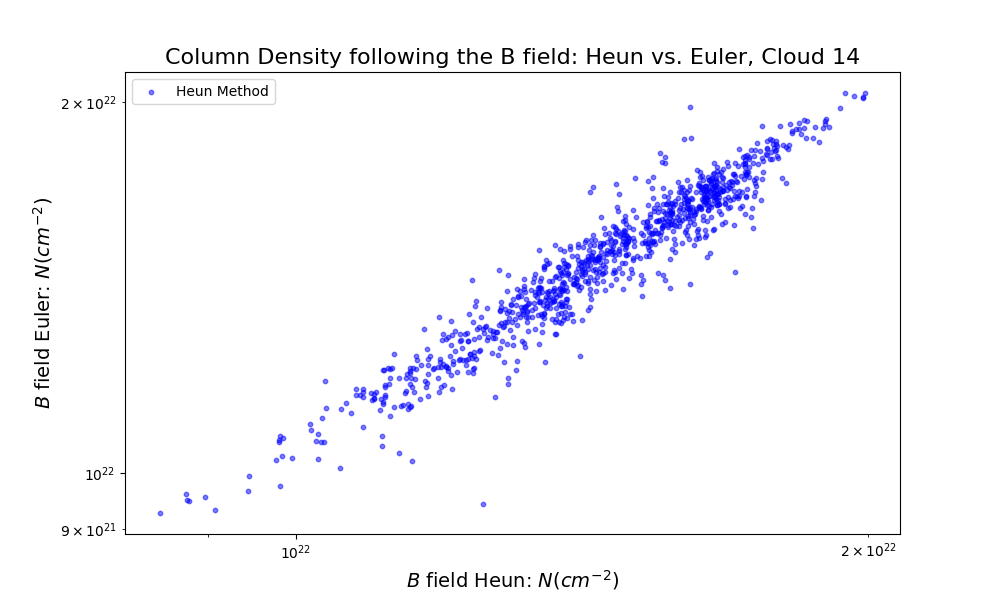 Column Density following the B field: Heun vs. Euler, Cloud 14
Heun Method
2 × 10²²
10²²
9 × 10²¹
B field Euler: N(cm⁻²)
10²²
2 × 10²²
B field Heun: N(cm⁻²)